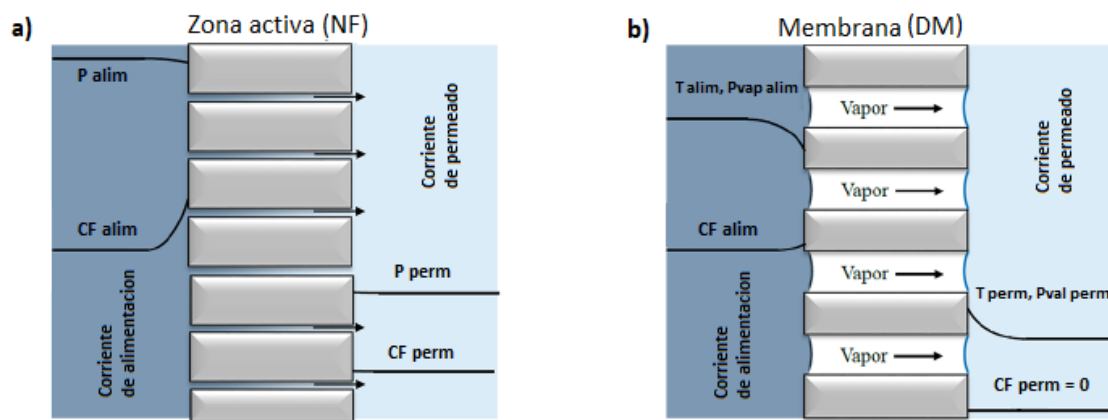 a)
Zona activa (NF)
P alim
CF alim
Corriente
de alimentacion
Corriente
de permeado
P perm
CF perm
b)
Membrana (DM)
T alim, Pvap alim
CF alim
Corriente
de alimentacion
Vapor
Vapor
Vapor
Vapor
Corriente
de permeado
T perm, Pval perm
CF perm = 0